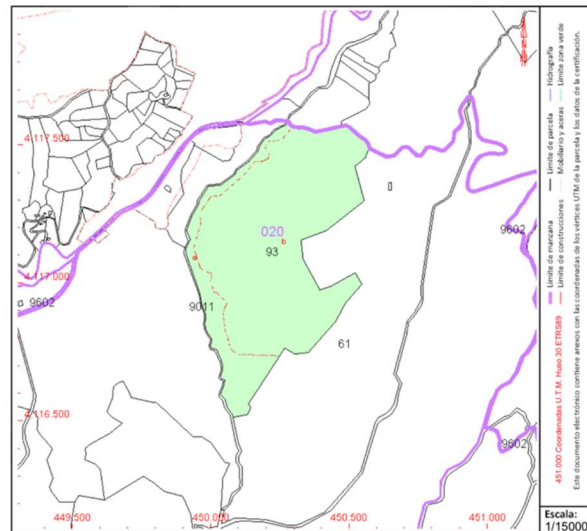 4.117.500
020
b
93
a
4.117.000
9602
9011
9602
61
4.116.500
9602
449.500
450.000
450.500
451.000
Límite de manzana
Límite de parcela
Hidrografía
Límite de construcciones
Mobiliario y aceras
Límite zona verde
451.000 Coordenadas U.T.M. Huso 30 ETRS89
Este documento electrónico contiene anexos con las coordenadas de los vértices UTM de la parcela y los datos de la certificación.
Escala:
1/15000